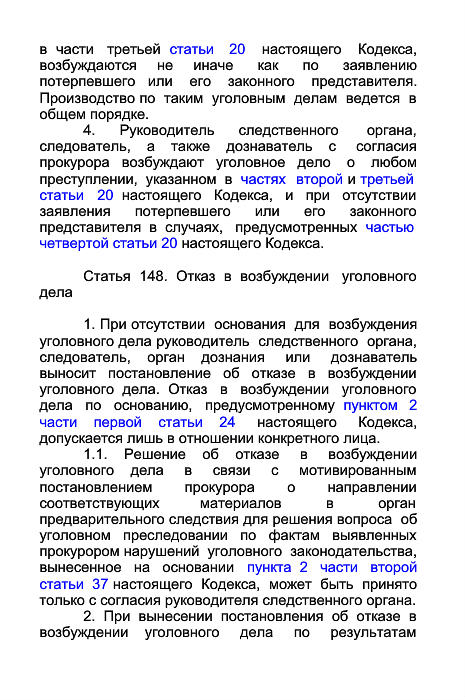 в части третьей статьи 20 настоящего Кодекса,
возбуждаются не иначе как по заявлению
потерпевшего или его законного представителя.
Производство по таким уголовным делам ведется в
общем порядке.
4. Руководитель следственного органа,
следователь, а также дознаватель с согласия
прокурора возбуждают уголовное дело о любом
преступлении, указанном в частях второй и третьей
статьи 20 настоящего Кодекса, и при отсутствии
заявления потерпевшего или его законного
представителя в случаях, предусмотренных частью
четвертой статьи 20 настоящего Кодекса.
Статья 148. Отказ в возбуждении уголовного
дела
1. При отсутствии основания для возбуждения
уголовного дела руководитель следственного органа,
следователь, орган дознания или дознаватель
выносит постановление об отказе в возбуждении
уголовного дела. Отказ в возбуждении уголовного
дела по основанию, предусмотренному пунктом 2
части первой статьи 24 настоящего Кодекса,
допускается лишь в отношении конкретного лица.
1.1. Решение об отказе в возбуждении
уголовного дела в связи с мотивированным
постановлением прокурора о направлении
соответствующих материалов в орган
предварительного следствия для решения вопроса об
уголовном преследовании по фактам выявленных
прокурором нарушений уголовного законодательства,
вынесенное на основании пункта 2 части второй
статьи 37 настоящего Кодекса, может быть принято
только с согласия руководителя следственного органа.
2. При вынесении постановления об отказе в
возбуждении уголовного дела по результатам